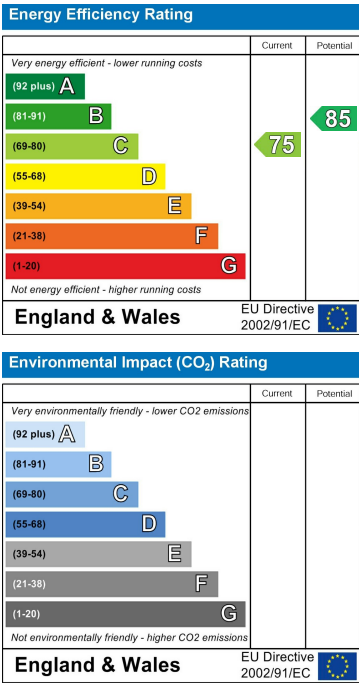 Energy Efficiency Rating
Current Potential
Very energy efficient - lower running costs
(92 plus) A
(81-91) B
85
(69-80) C
75
(55-68) D
(39-54) E
(21-38) F
(1-20) G
Not energy efficient - higher running costs
England & Wales
EU Directive
2002/91/EC
Environmental Impact (CO₂) Rating
Current Potential
Very environmentally friendly - lower CO2 emissions
(92 plus) A
(81-91) B
(69-80) C
(55-68) D
(39-54) E
(21-38) F
(1-20) G
Not environmentally friendly - higher CO2 emissions
England & Wales
EU Directive
2002/91/EC